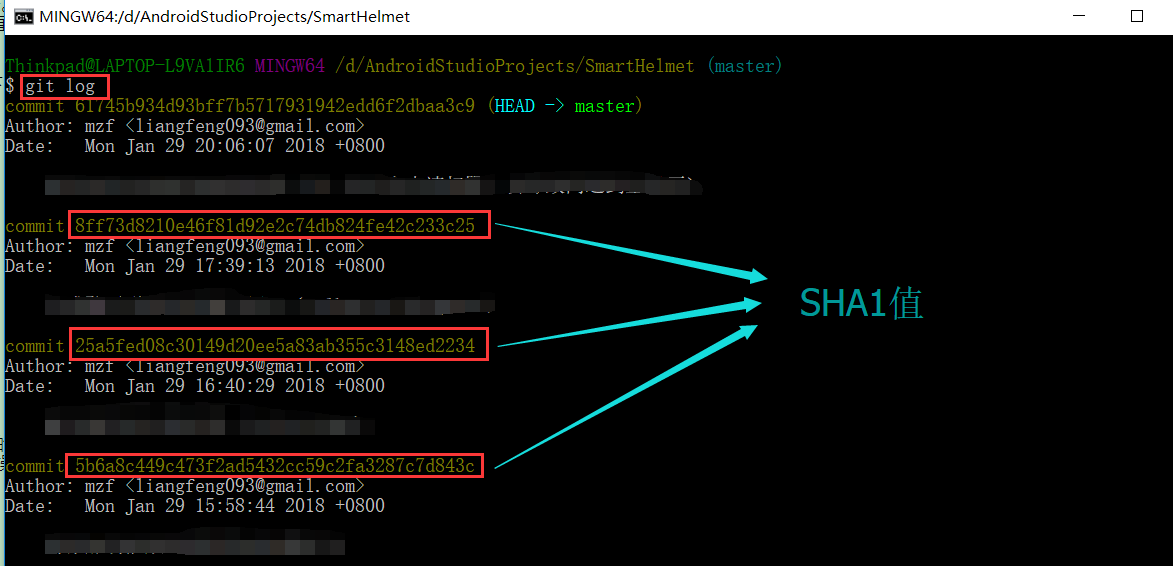 MINGW64:/d/AndroidStudioProjects/SmartHelmet
Thinkpad@LAPTOP-L9VA1IR6 MINGW64 /d/AndroidStudioProjects/SmartHelmet (master)
$ git log
commit 61745b934d93bff7b5717931942edd6f2dbaa3c9 (HEAD -> master)
Author: mzf <liangfeng093@gmail.com>
Date:   Mon Jan 29 20:06:07 2018 +0800
commit 8ff73d8210e46f81d92e2c74db824fe42c233c25
Author: mzf <liangfeng093@gmail.com>
Date:   Mon Jan 29 17:39:13 2018 +0800
SHA1值
commit 25a5fed08c30149d20ee5a83ab355c3148ed2234
Author: mzf <liangfeng093@gmail.com>
Date:   Mon Jan 29 16:40:29 2018 +0800
commit 5b6a8c449c473f2ad5432cc59c2fa3287c7d843c
Author: mzf <liangfeng093@gmail.com>
Date:   Mon Jan 29 15:58:44 2018 +0800